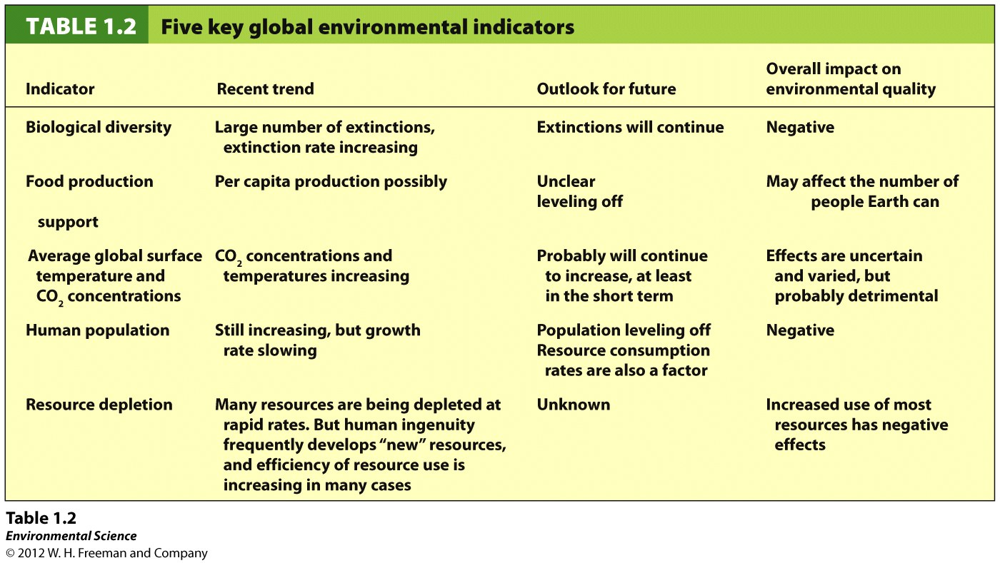 TABLE 1.2 Five key global environmental indicators
Overall impact on
Indicator Recent trend Outlook for future environmental quality
Biological diversity Large number of extinctions, Extinctions will continue Negative
extinction rate increasing
Food production Per capita production possibly Unclear May affect the number of
leveling off people Earth can
support
Average global surface CO₂ concentrations and Probably will continue Effects are uncertain
temperature and temperatures increasing to increase, at least and varied, but
CO₂ concentrations in the short term probably detrimental
Human population Still increasing, but growth Population leveling off Negative
rate slowing Resource consumption
rates are also a factor
Resource depletion Many resources are being depleted at Unknown Increased use of most
rapid rates. But human ingenuity resources has negative
frequently develops “new” resources, effects
and efficiency of resource use is
increasing in many cases
Table 1.2
Environmental Science
© 2012 W. H. Freeman and Company